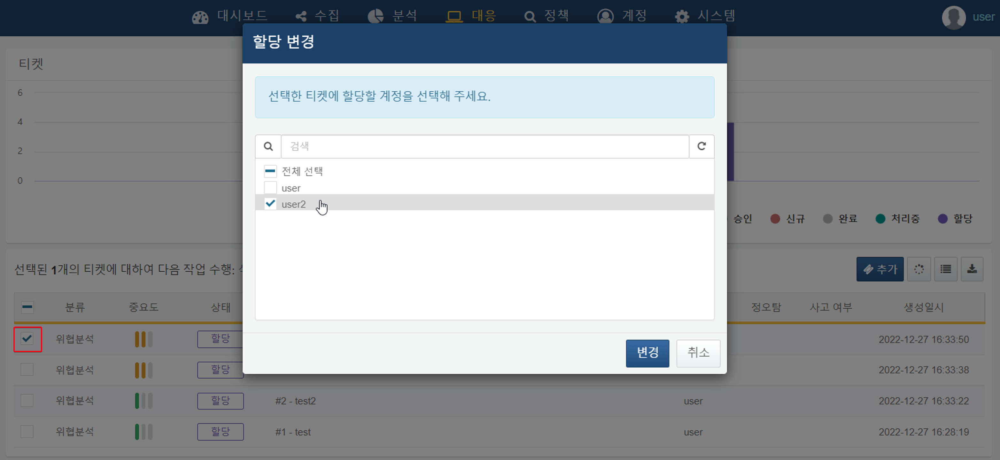 대시보드 수집 분석 대응 정책 계정 시스템 user
할당 변경
티켓
선택한 티켓에 할당할 계정을 선택해 주세요.
6
4
2
0
검색
전체 선택
user
user2
승인 신규 완료 처리중 할당
선택된 1개의 티켓에 대하여 다음 작업 수행:
추가
분류 중요도 상태 정오탐 사고 여부 생성일시
위협분석 할당 2022-12-27 16:33:50
변경 취소
위협분석 할당 2022-12-27 16:33:38
위협분석 할당 #2 - test2 user 2022-12-27 16:33:22
위협분석 할당 #1 - test user 2022-12-27 16:28:19